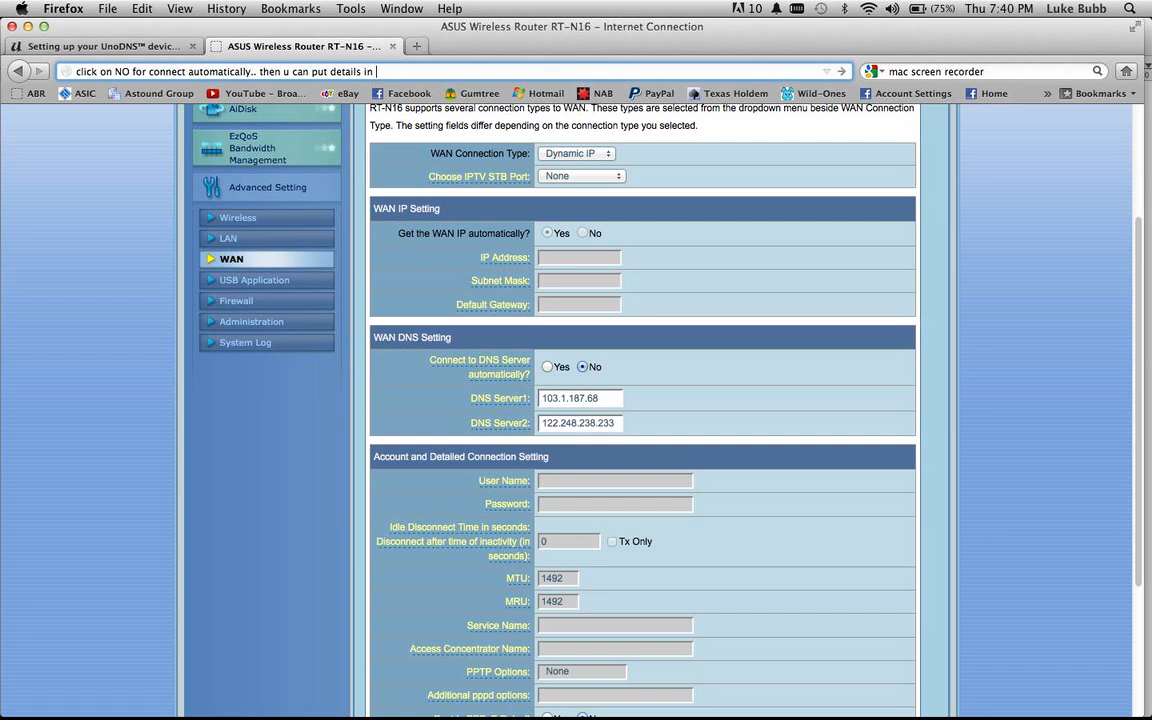 Firefox File Edit View History Bookmarks Tools Window Help 10 (75%) Thu 7:40 PM Luke Bubb
ASUS Wireless Router RT-N16 – Internet Connection
Setting up your UnoDNS™ devic... ASUS Wireless Router RT-N16 –...
click on NO for connect automatically.. then u can put details in mac screen recorder
ABR ASIC Astound Group YouTube - Broa... eBay Facebook Gumtree Hotmail NAB PayPal Texas Holdem Wild-Ones Account Settings Home » Bookmarks
AiDisk
EzQoS
Bandwidth
Management
Advanced Setting
Wireless
LAN
WAN
USB Application
Firewall
Administration
System Log
RT-N16 supports several connection types to WAN. These types are selected from the dropdown menu beside WAN Connection
Type. The setting fields differ depending on the connection type you selected.
WAN Connection Type: Dynamic IP
Choose IPTV STB Port: None
WAN IP Setting
Get the WAN IP automatically? Yes No
IP Address:
Subnet Mask:
Default Gateway:
WAN DNS Setting
Connect to DNS Server
automatically? Yes No
DNS Server1: 103.1.187.68
DNS Server2: 122.248.238.233
Account and Detailed Connection Setting
User Name:
Password:
Idle Disconnect Time in seconds:
Disconnect after time of inactivity (in
seconds): 0 Tx Only
MTU: 1492
MRU: 1492
Service Name:
Access Concentrator Name:
PPTP Options: None
Additional pppd options: